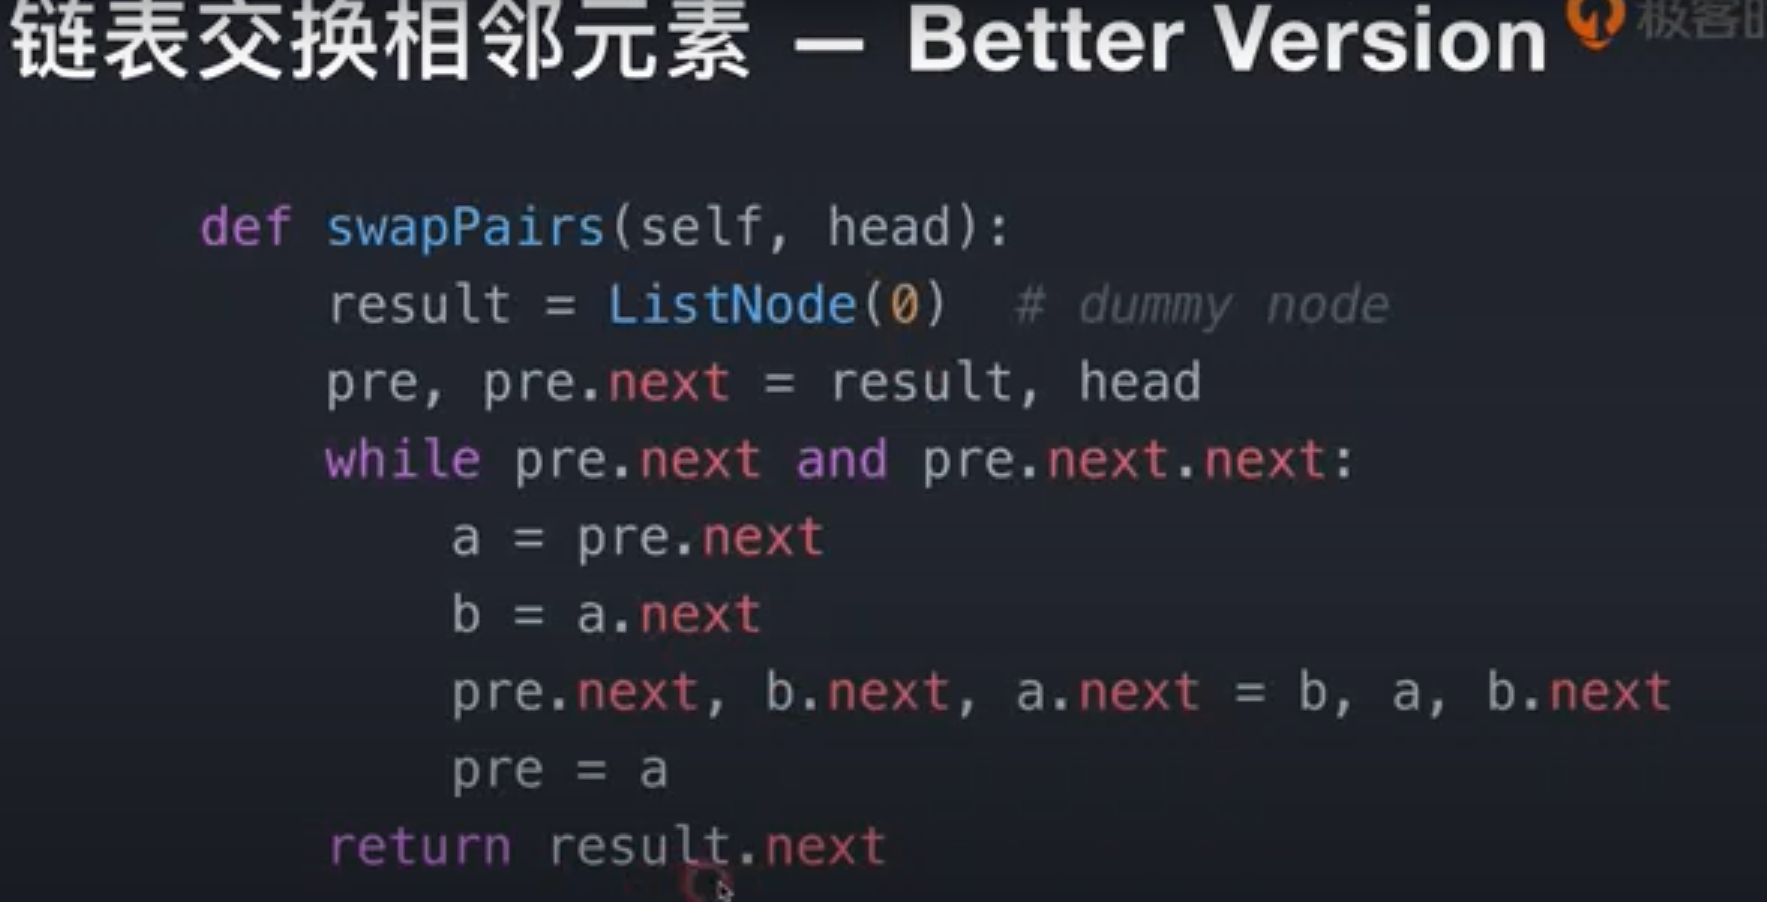 链表交换相邻元素 — Better Version
极客
def swapPairs(self, head):
result = ListNode(0)  # dummy node
pre, pre.next = result, head
while pre.next and pre.next.next:
a = pre.next
b = a.next
pre.next, b.next, a.next = b, a, b.next
pre = a
return result.next